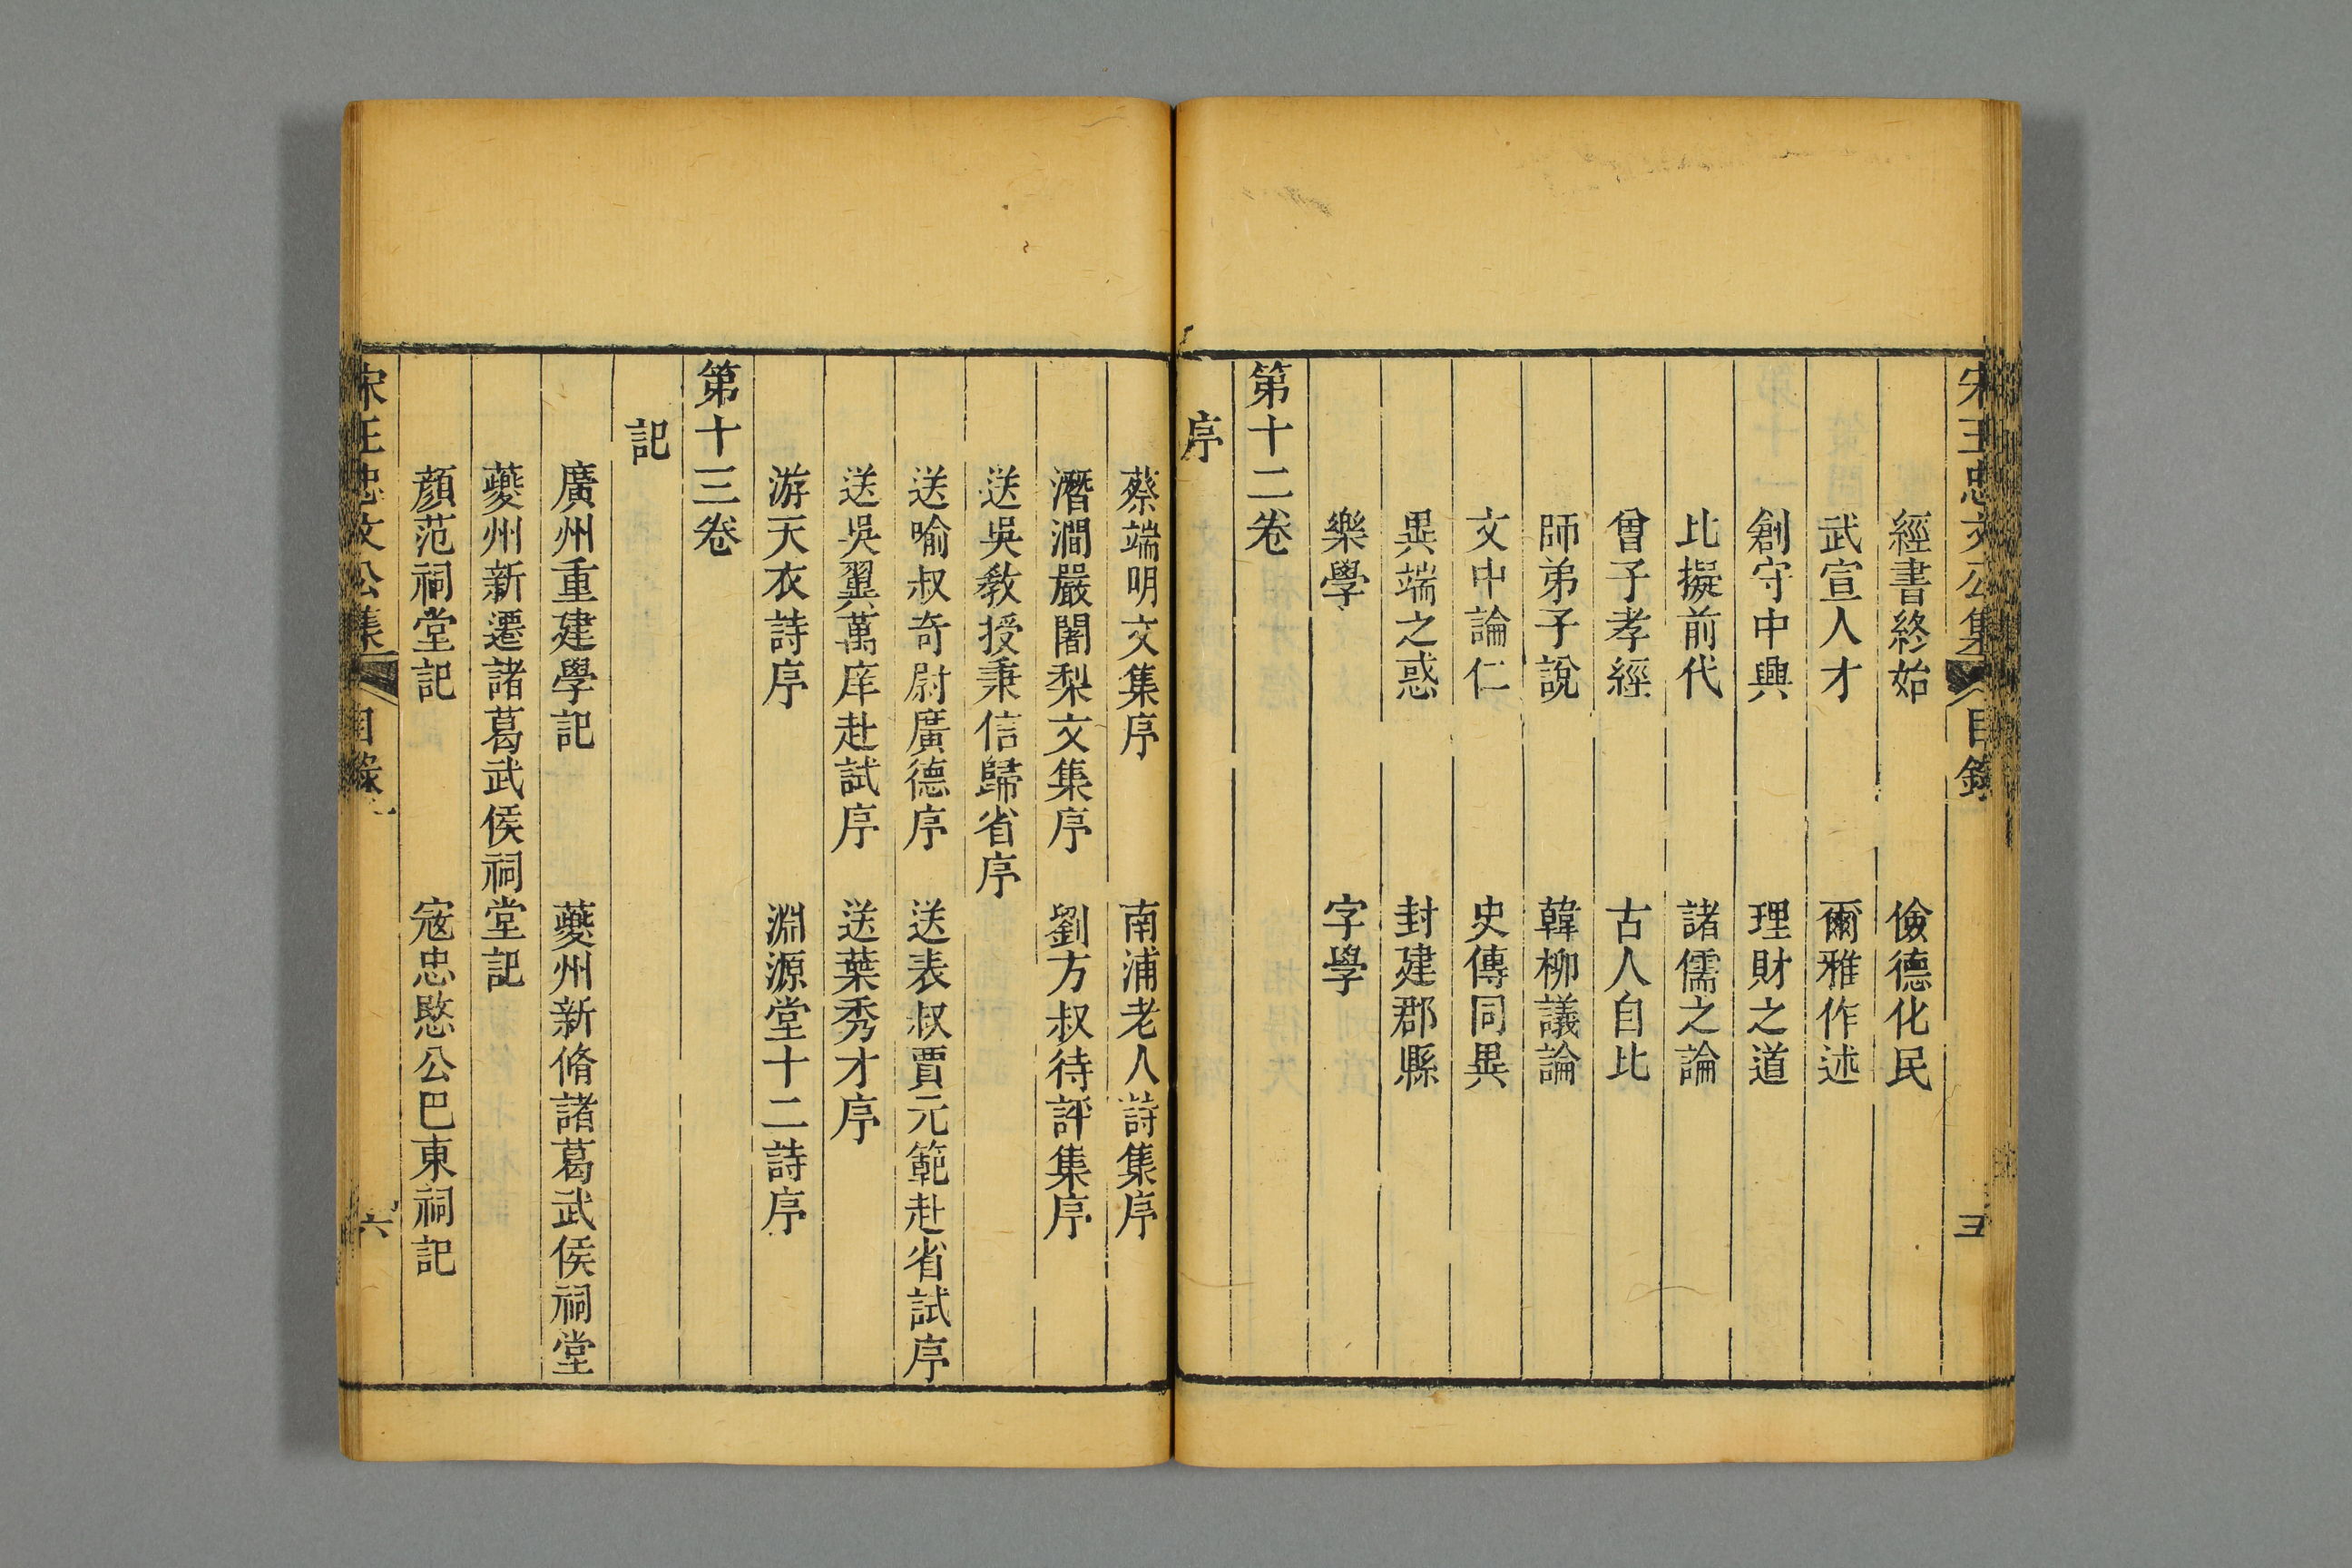 宋王忠文公集 目錄
經書終始 儉德化民
武宣人才 爾雅作述
創守中興 理財之道
比擬前代 諸儒之論
曾子孝經 古人自比
師弟子說 韓柳議論
文中論仁 史傳同異
異端之惑 封建郡縣
樂學 字學
第十二卷
序
蔡端明文集序 南浦老人詩集序
潛澗嚴闍梨文集序 劉方叔待評集序
送吳敎授秉信歸省序
送喻叔奇尉廣德序 送表叔賈元範赴省試序
送吳翼萬庠赴試序 送葉秀才序
游天衣詩序 淵源堂十二詩序
第十三卷
記
廣州重建學記 夔州新脩諸葛武侯祠堂
夔州新遷諸葛武侯祠堂記
顏范祠堂記 寇忠愍公巴東祠記
宋王忠文公集 目錄 六